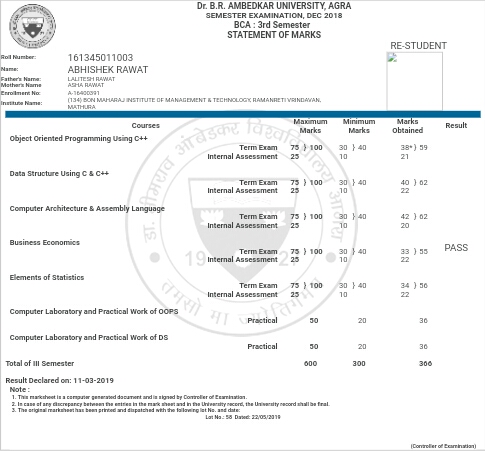 Dr. B.R. AMBEDKAR UNIVERSITY, AGRA
SEMESTER EXAMINATION, DEC 2018
BCA : 3rd Semester
STATEMENT OF MARKS
RE-STUDENT
Roll Number: 161345011003
Name: ABHISHEK RAWAT
Father's Name: LALITESH RAWAT
Mother's Name ASHA RAWAT
Enrollment No: A-16400391
Institute Name: (134) BON MAHARAJ INSTITUTE OF MANAGEMENT & TECHNOLOGY, RAMANRETI VRINDAVAN, MATHURA
Courses Maximum Marks Minimum Marks Marks Obtained Result
Object Oriented Programming Using C++
Term Exam 75 } 100 30 } 40 38* } 59
Internal Assessment 25 10 21
Data Structure Using C & C++
Term Exam 75 } 100 30 } 40 40 } 62
Internal Assessment 25 10 22
Computer Architecture & Assembly Language
Term Exam 75 } 100 30 } 40 42 } 62
Internal Assessment 25 10 20
Business Economics
PASS
Term Exam 75 } 100 30 } 40 33 } 55
Internal Assessment 25 10 22
Elements of Statistics
Term Exam 75 } 100 30 } 40 34 } 56
Internal Assessment 25 10 22
Computer Laboratory and Practical Work of OOPS
Practical 50 20 36
Computer Laboratory and Practical Work of DS
Practical 50 20 36
Total of III Semester 600 300 366
Result Declared on: 11-03-2019
Note :
1. This marksheet is a computer generated document and is signed by Controller of Examination.
2. In case of any discrepancy between the entries in the mark sheet and in the University record, the University record shall be final.
3. The original marksheet has been printed and dispatched with the following lot No. and date:
Lot No.: 58 Dated: 22/05/2019
(Controller of Examination)